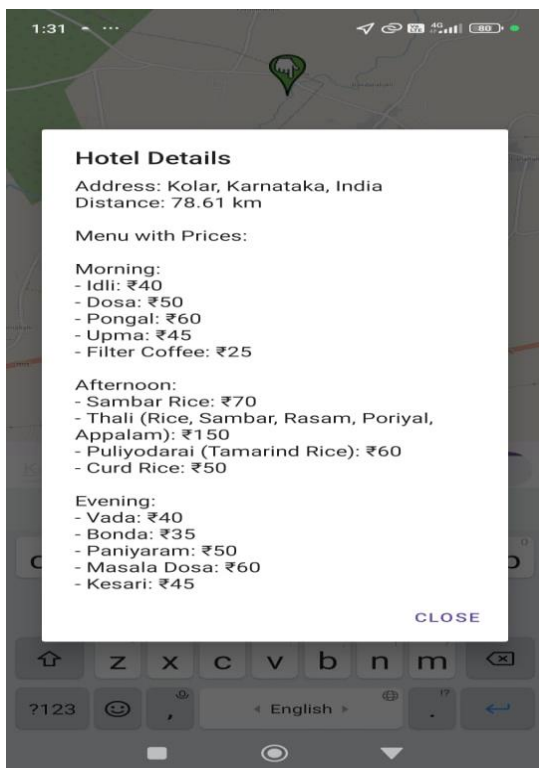 1:31
4G
80
Hotel Details
Address: Kolar, Karnataka, India
Distance: 78.61 km
Menu with Prices:
Morning:
- Idli: ₹40
- Dosa: ₹50
- Pongal: ₹60
- Upma: ₹45
- Filter Coffee: ₹25
Afternoon:
- Sambar Rice: ₹70
- Thali (Rice, Sambar, Rasam, Poriyal,
Appalam): ₹150
- Puliyodarai (Tamarind Rice): ₹60
- Curd Rice: ₹50
Evening:
- Vada: ₹40
- Bonda: ₹35
- Paniyaram: ₹50
- Masala Dosa: ₹60
- Kesari: ₹45
CLOSE
z x c v b n m
?123 , English . !?